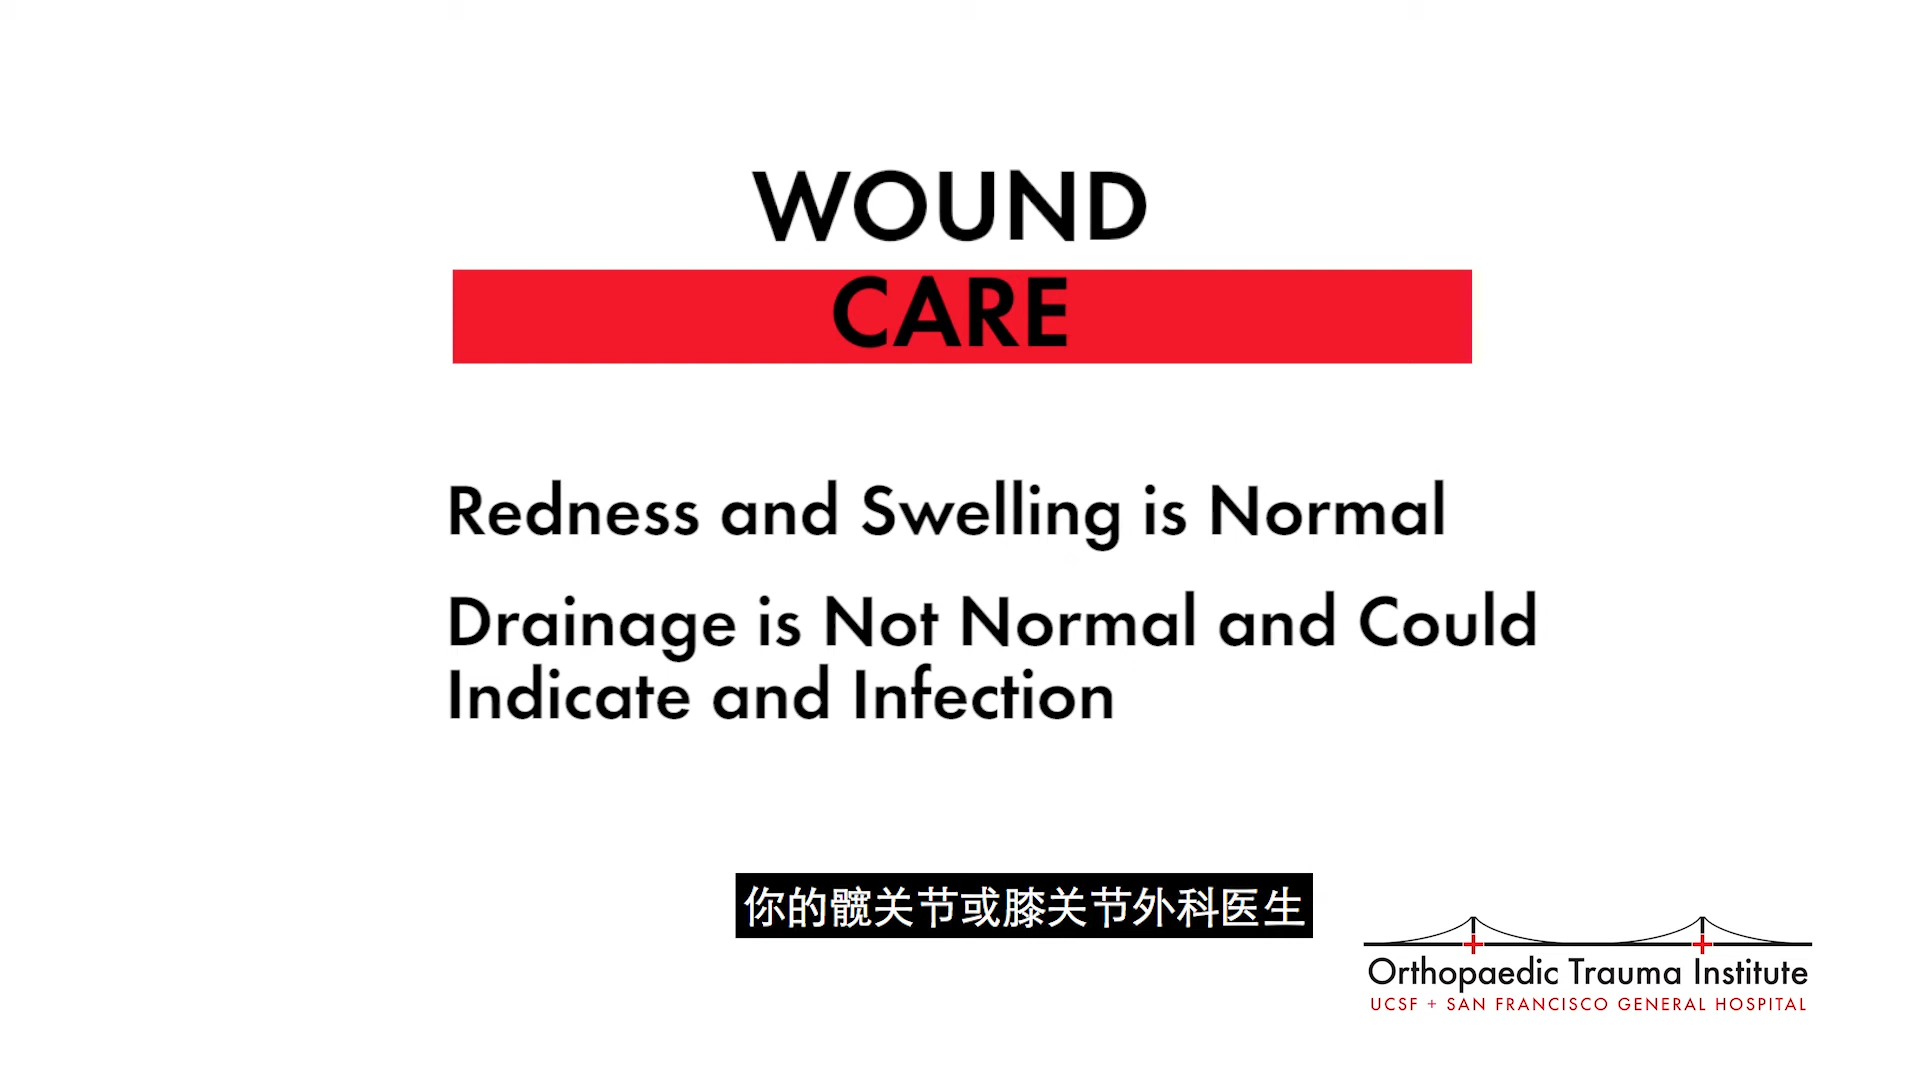 WOUND
CARE
Redness and Swelling is Normal
Drainage is Not Normal and Could
Indicate and Infection
你的髋关节或膝关节外科医生
Orthopaedic Trauma Institute
UCSF + SAN FRANCISCO GENERAL HOSPITAL